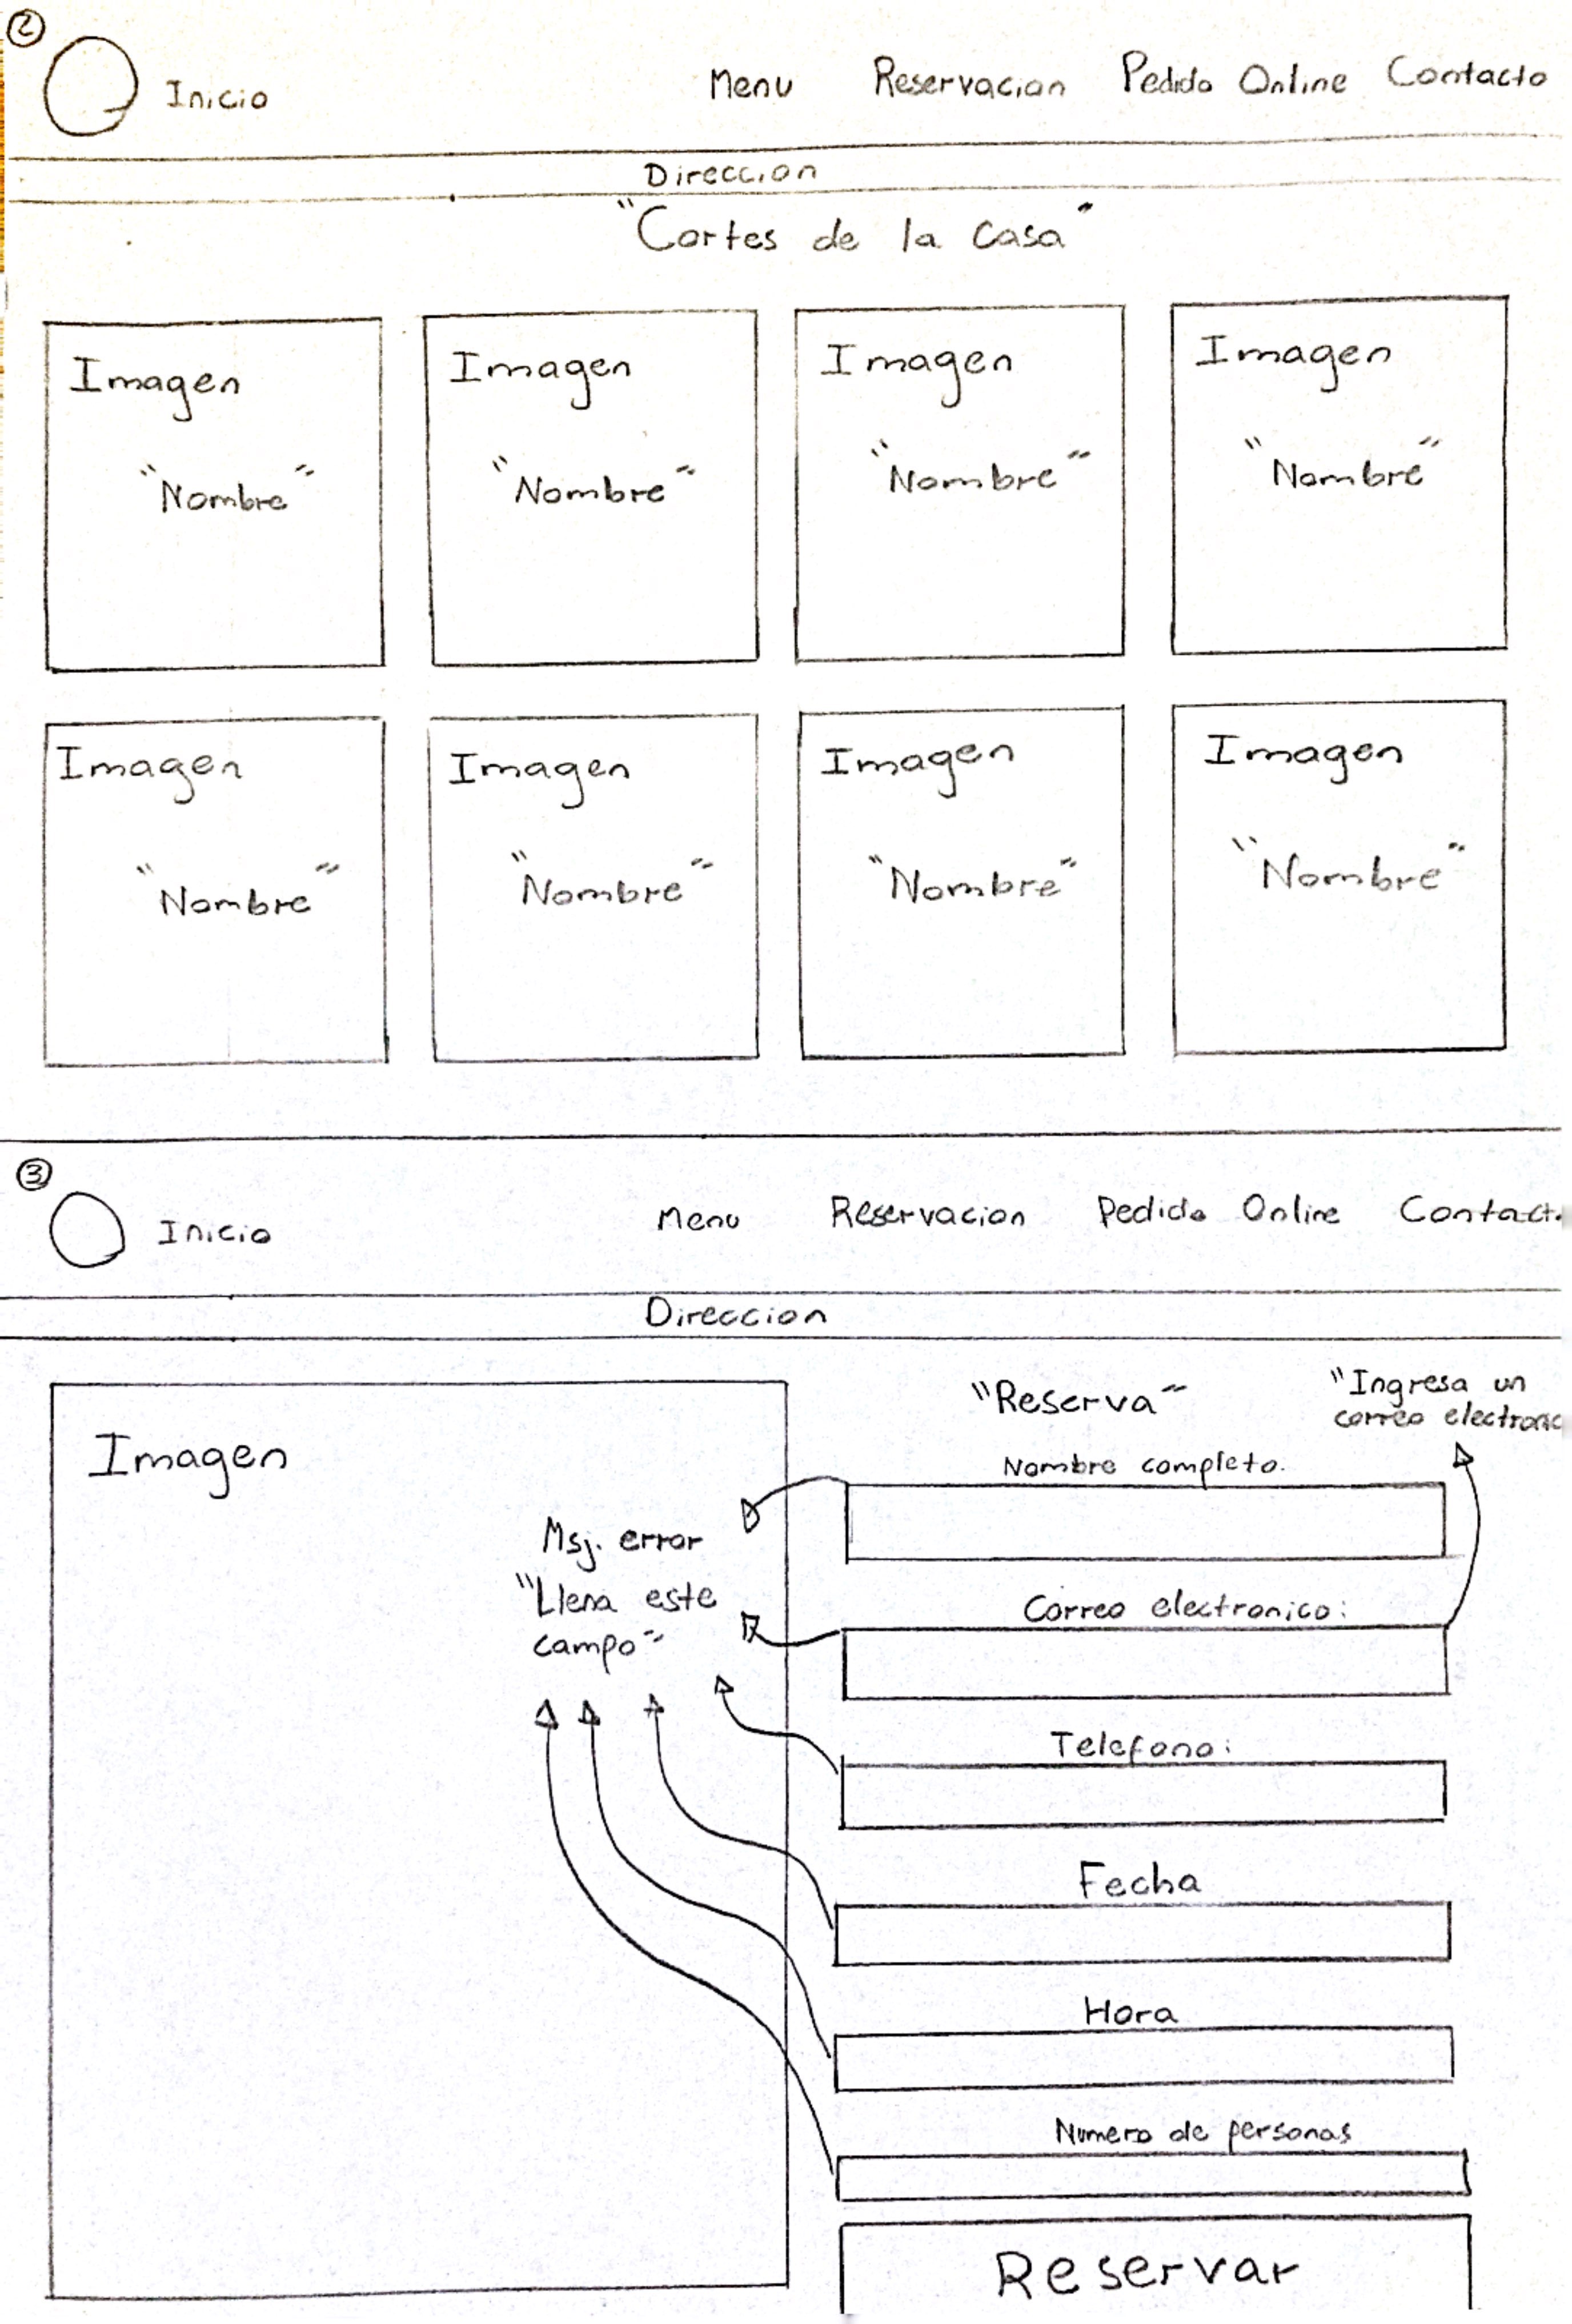 2
Inicio Menu Reservacion Pedido Online Contacto
Direccion
"Cortes de la Casa"
Imagen Imagen Imagen Imagen
"Nombre" "Nombre" "Nombre" "Nombre"
Imagen Imagen Imagen Imagen
"Nombre" "Nombre" "Nombre" "Nombre"
3
Inicio Menu Reservacion Pedido Online Contact
Direccion
Imagen
Msj. error
"Llena este
campo"
"Reserva"
"Ingresa un
correo electronic
Nombre completo.
Correo electronico:
Telefono:
Fecha
Hora
Numero de personas
Reservar